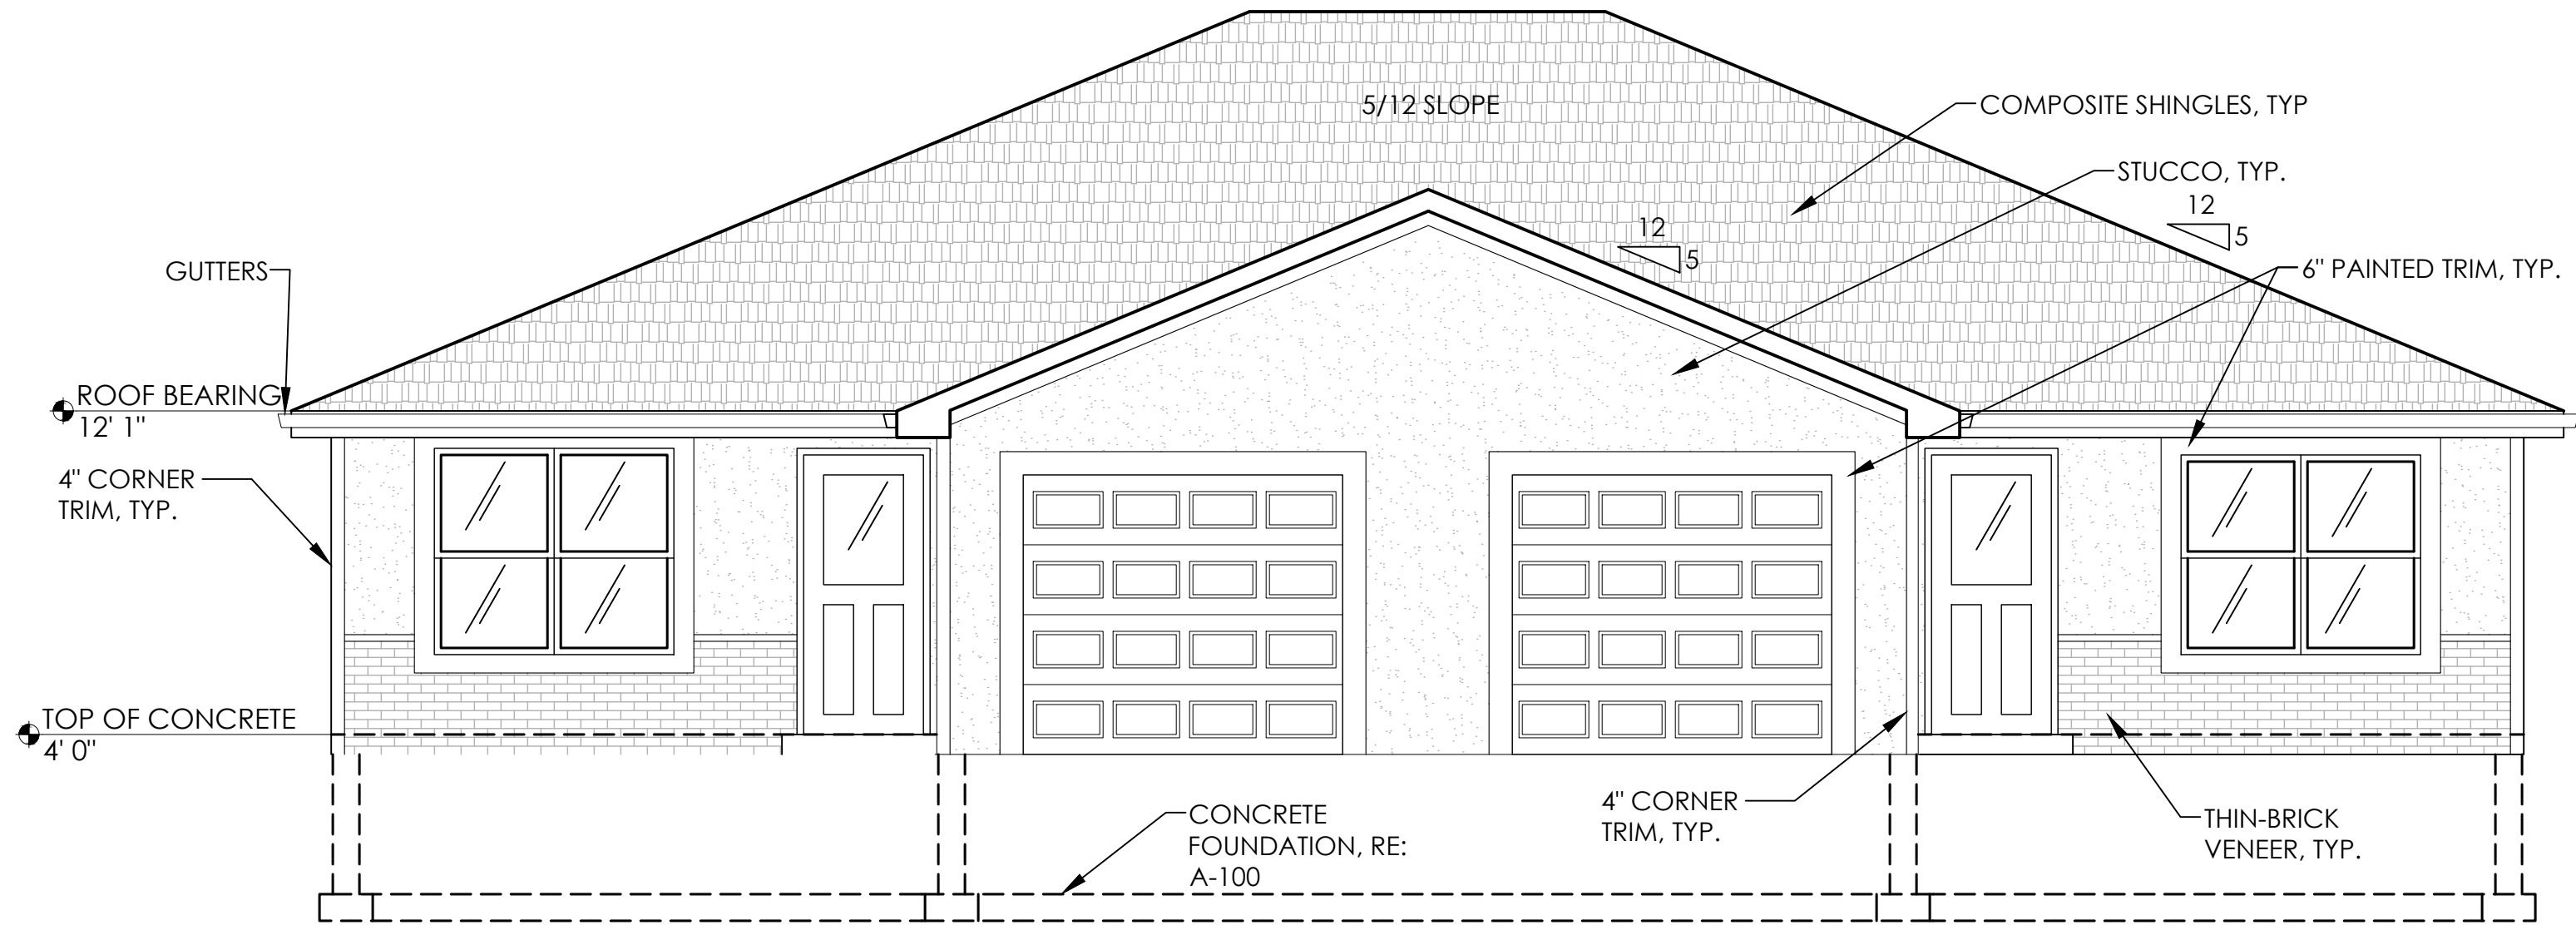 5/12 SLOPE
COMPOSITE SHINGLES, TYP
STUCCO, TYP.
12
5
12
5
GUTTERS
6" PAINTED TRIM, TYP.
ROOF BEARING
12' 1"
4" CORNER
TRIM, TYP.
TOP OF CONCRETE
4' 0"
CONCRETE
FOUNDATION, RE:
A-100
4" CORNER
TRIM, TYP.
THIN-BRICK
VENEER, TYP.